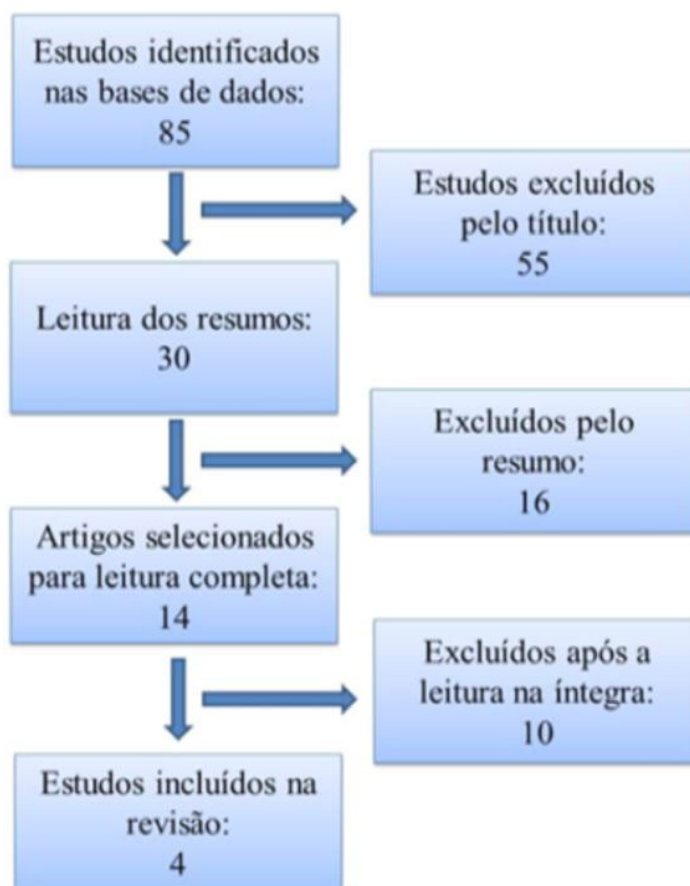 Estudos identificados
nas bases de dados:
85
Estudos excluídos
pelo título:
55
Leitura dos resumos:
30
Excluídos pelo
resumo:
16
Artigos selecionados
para leitura completa:
14
Excluídos após a
leitura na íntegra:
10
Estudos incluídos na
revisão:
4